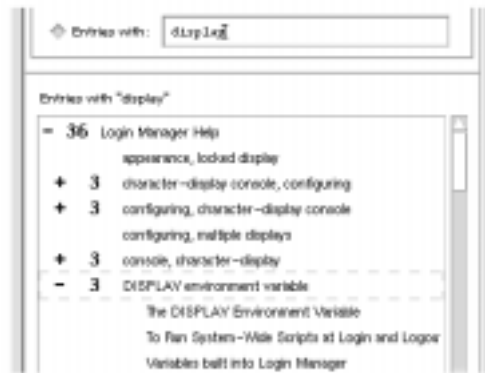 Entries with: display
Entries with "display"
- 36 Login Manager Help
appearance, locked display
+ 3 character-display console, configuring
+ 3 configuring, character-display console
configuring, multiple displays
+ 3 console, character-display
- 3 DISPLAY environment variable
The DISPLAY Environment Variable
To Run System-Wide Scripts at Login and Logou
Variables built into Login Manager